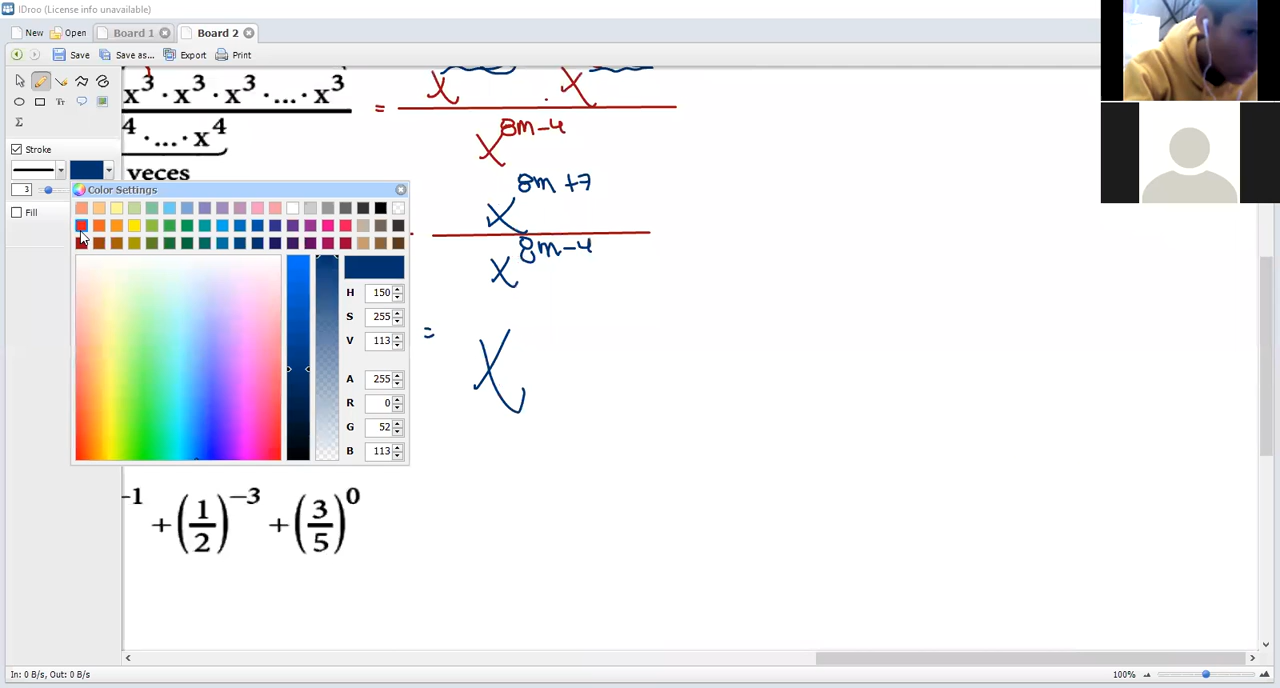 IDroo (License info unavailable)
New Open Board 1 Board 2
Save Save as... Export Print
x³ · x³ · x³ · ... · x³ = x · x
4 · ... · x⁴ x^8m-4
Stroke
veces
3
x^8m+7
Color Settings
Fill
x^8m-4
H 150
S 255
= x
V 113
A 255
R 0
G 52
B 113
-1 + (1/2)^-3 + (3/5)^0
In: 0 B/s, Out: 0 B/s 100%